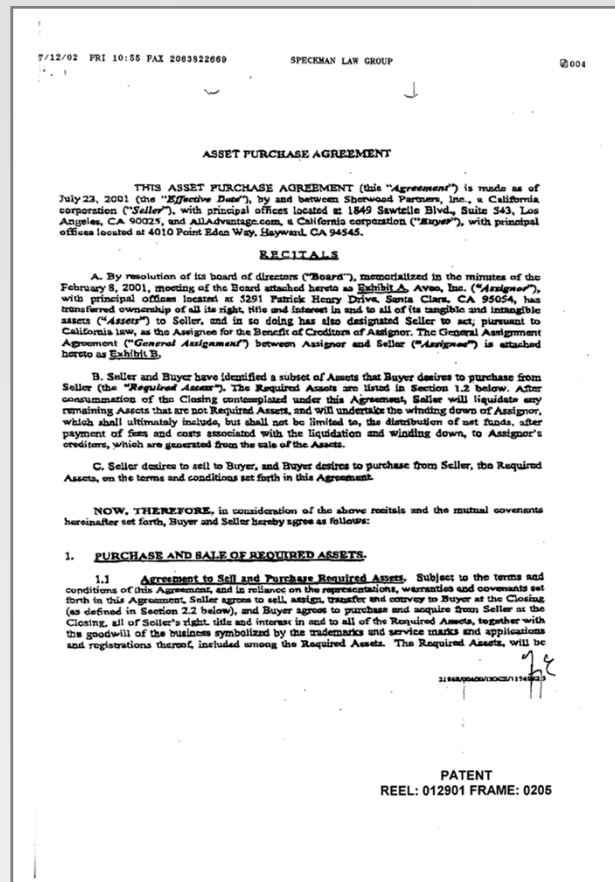 7/12/02 FRI 10:55 FAX 2063822669 SPECKMAN LAW GROUP 004
ASSET PURCHASE AGREEMENT
THIS ASSET PURCHASE AGREEMENT (this "Agreement") is made as of
July 23, 2001 (the "Effective Date"), by and between Sherwood Partners, Inc., a California
corporation ("Seller"), with principal offices located at 1849 Sawtelle Blvd., Suite 543, Los
Angeles, CA 90025, and AllAdvantage.com, a California corporation ("Buyer"), with principal
offices located at 4010 Point Eden Way, Hayward, CA 94545.
RECITALS
A. By resolution of its board of directors ("Board"), memorialized in the minutes of the
February 8, 2001, meeting of the Board attached hereto as Exhibit A, Aveo, Inc. ("Assignor"),
with principal offices located at 5291 Patrick Henry Drive, Santa Clara, CA 95054, has
transferred ownership of all its right, title and interest in and to all of its tangible and intangible
assets ("Assets") to Seller, and in so doing has also designated Seller to act, pursuant to
California law, as the Assignee for the Benefit of Creditors of Assignor. The General Assignment
Agreement ("General Assignment") between Assignor and Seller ("Assignee") is attached
hereto as Exhibit B.
B. Seller and Buyer have identified a subset of Assets that Buyer desires to purchase from
Seller (the "Required Assets"). The Required Assets are listed in Section 1.2 below. After
consummation of the Closing contemplated under this Agreement, Seller will liquidate any
remaining Assets that are not Required Assets, and will undertake the winding down of Assignor,
which shall ultimately include, but shall not be limited to, the distribution of net funds, after
payment of fees and costs associated with the liquidation and winding down, to Assignor's
creditors, which are generated from the sale of the Assets.
C. Seller desires to sell to Buyer, and Buyer desires to purchase from Seller, the Required
Assets, on the terms and conditions set forth in this Agreement.
NOW, THEREFORE, in consideration of the above recitals and the mutual covenants
hereinafter set forth, Buyer and Seller hereby agree as follows:
1. PURCHASE AND SALE OF REQUIRED ASSETS.
1.1 Agreement to Sell and Purchase Required Assets. Subject to the terms and
conditions of this Agreement, and in reliance on the representations, warranties and covenants set
forth in this Agreement, Seller agrees to sell, assign, transfer and convey to Buyer at the Closing
(as defined in Section 2.2 below), and Buyer agrees to purchase and acquire from Seller at the
Closing, all of Seller's right, title and interest in and to all of the Required Assets, together with
the goodwill of the business symbolized by the trademarks and service marks and applications
and registrations thereof, included among the Required Assets. The Required Assets, will be
PATENT
REEL: 012901 FRAME: 0205